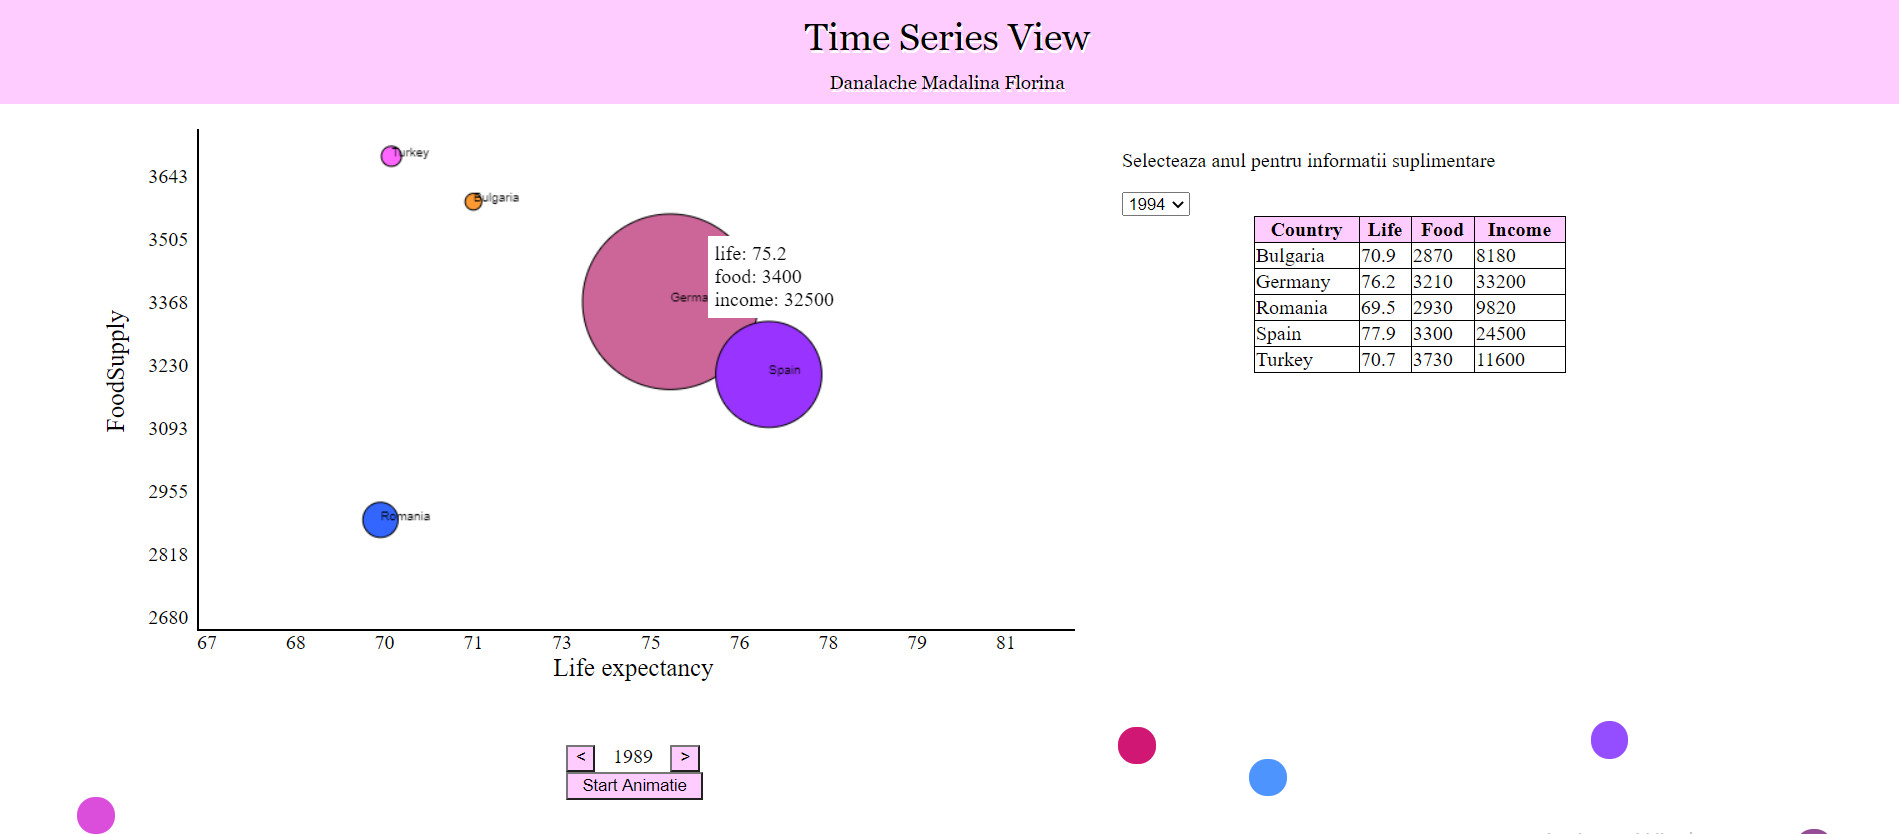 Time Series View
Danalache Madalina Florina
Turkey
Bulgaria
Germa
life: 75.2
food: 3400
income: 32500
Spain
Romania
FoodSupply
3643
3505
3368
3230
3093
2955
2818
2680
67 68 70 71 73 75 76 78 79 81
Life expectancy
< 1989 >
Start Animatie
Selecteaza anul pentru informatii suplimentare
1994
Country Life Food Income
Bulgaria 70.9 2870 8180
Germany 76.2 3210 33200
Romania 69.5 2930 9820
Spain 77.9 3300 24500
Turkey 70.7 3730 11600